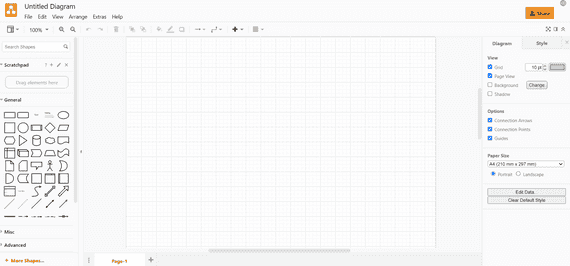 Untitled Diagram
File Edit View Arrange Extras Help
Share
100%
Search Shapes
Scratchpad
Drag elements here
General
Misc
Advanced
+ More Shapes...
Page-1
Diagram
Style
View
Grid
10 pt
Page View
Background
Change
Shadow
Options
Connection Arrows
Connection Points
Guides
Paper Size
A4 (210 mm x 297 mm)
Portrait
Landscape
Edit Data
Clear Default Style